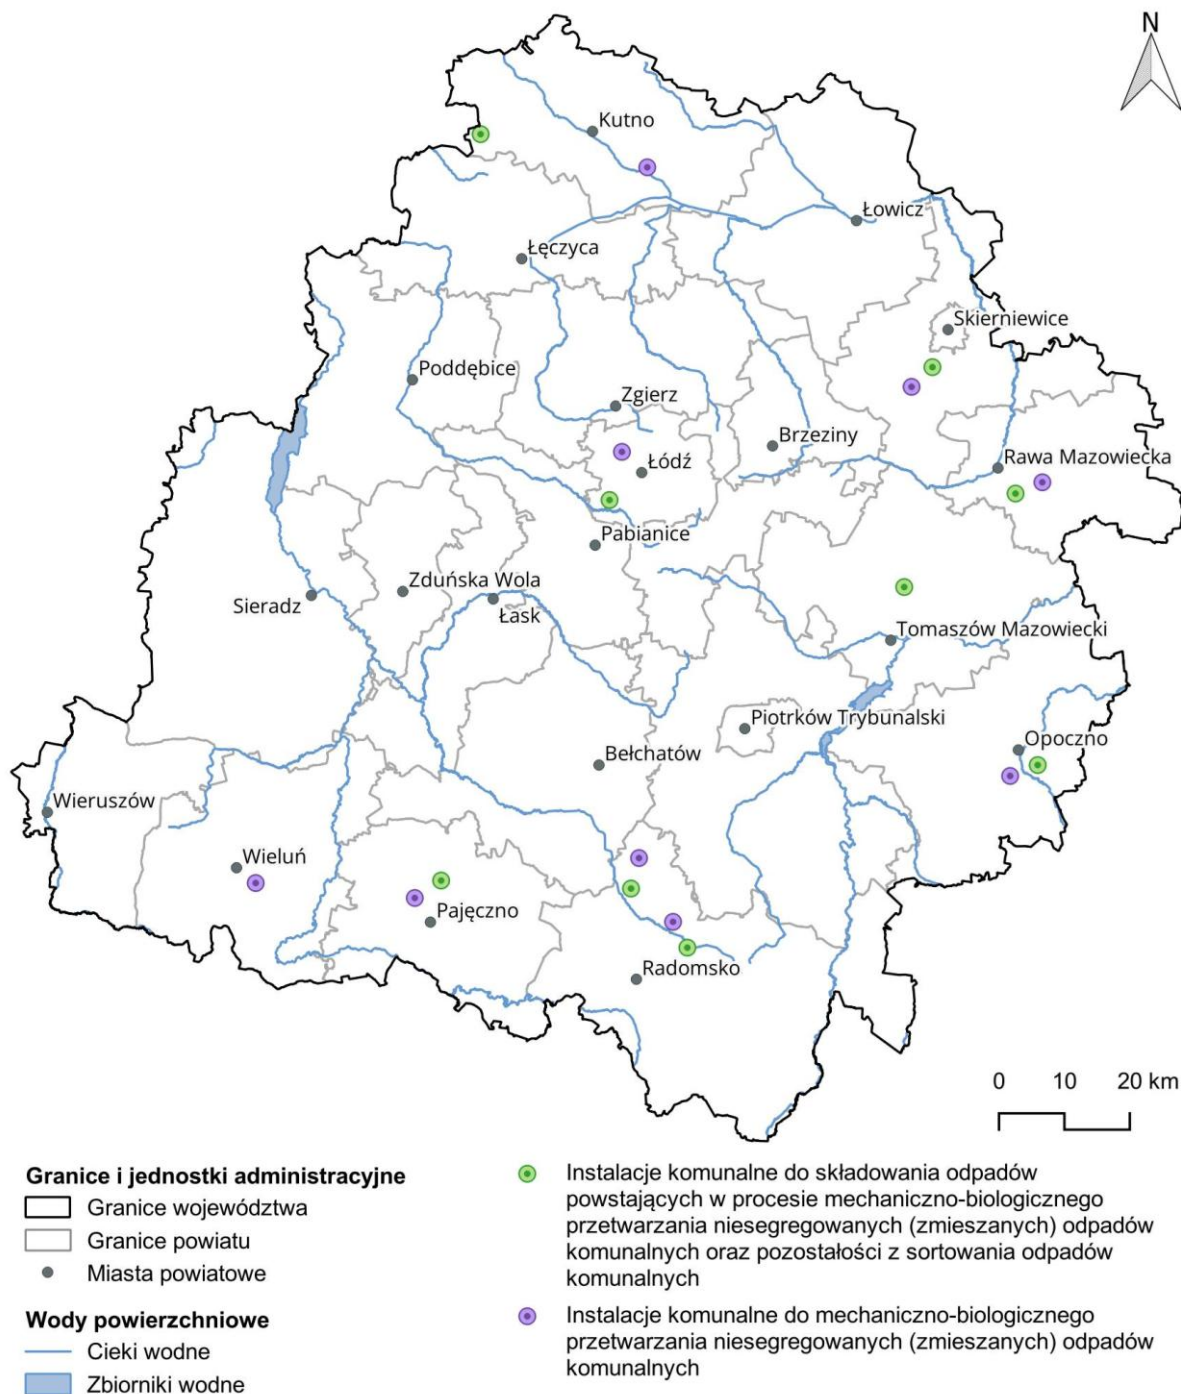 N
Kutno
Łowicz
Łęczyca
Skierniewice
Poddębice
Zgierz
Brzeziny
Łódź
Rawa Mazowiecka
Pabianice
Zduńska Wola
Sieradz
Łask
Tomaszów Mazowiecki
Piotrków Trybunalski
Opoczno
Bełchatów
Wieruszów
Wieluń
Pajęczno
Radomsko
0 10 20 km
Granice i jednostki administracyjne
Granice województwa
Granice powiatu
Miasta powiatowe
Wody powierzchniowe
Cieki wodne
Zbiorniki wodne
Instalacje komunalne do składowania odpadów
powstających w procesie mechaniczno-biologicznego
przetwarzania niesegregowanych (zmieszanych) odpadów
komunalnych oraz pozostałości z sortowania odpadów
komunalnych
Instalacje komunalne do mechaniczno-biologicznego
przetwarzania niesegregowanych (zmieszanych) odpadów
komunalnych